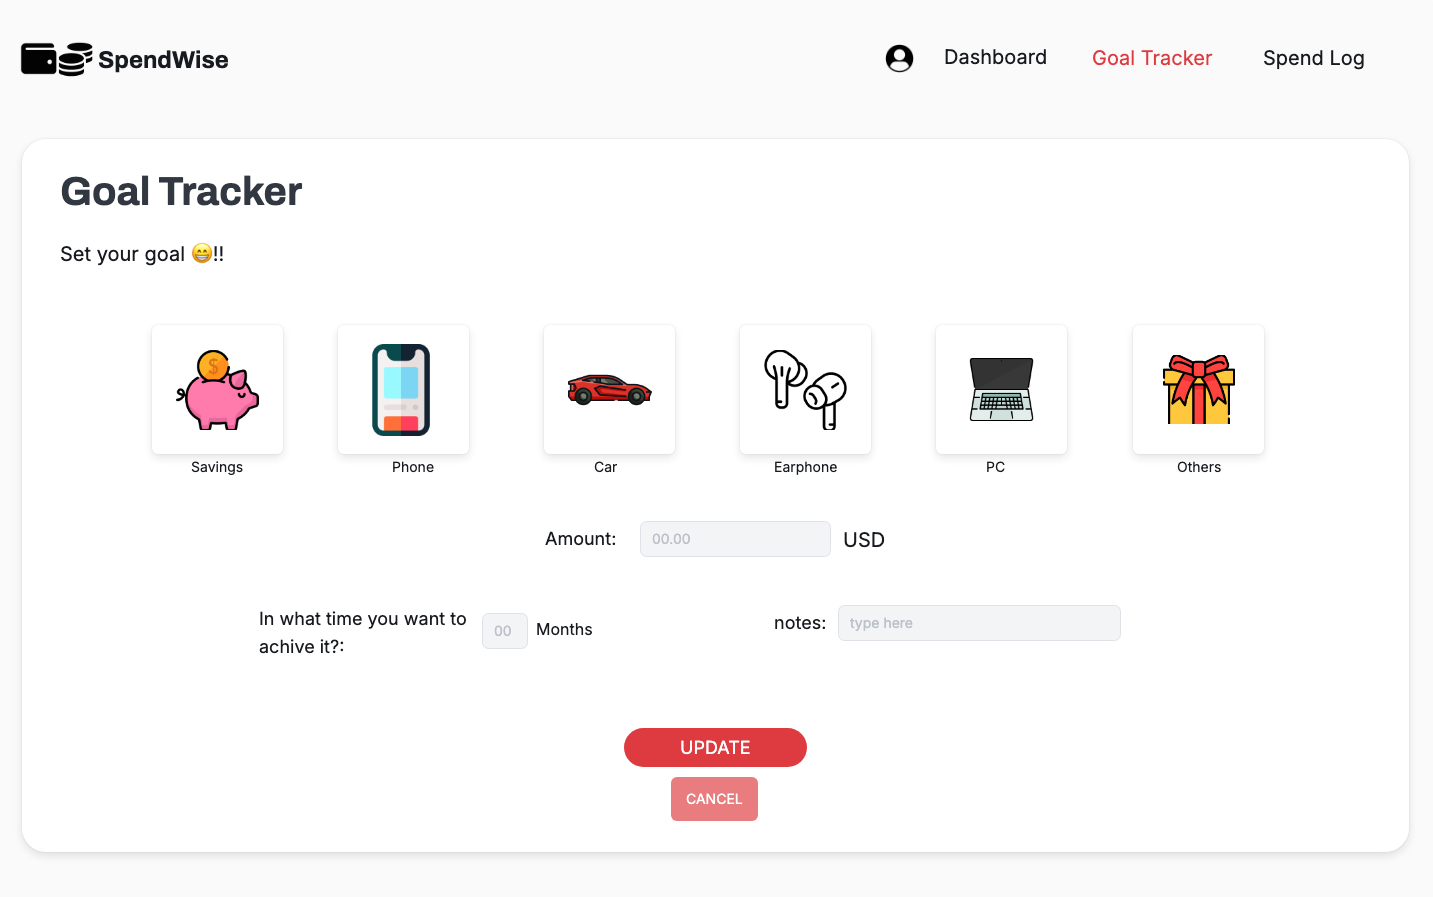 SpendWise
Dashboard
Goal Tracker
Spend Log
Goal Tracker
Set your goal 😁!!
$
Savings
Phone
Car
Earphone
PC
Others
Amount:
00.00
USD
In what time you want to
achive it?:
00
Months
notes:
type here
UPDATE
CANCEL